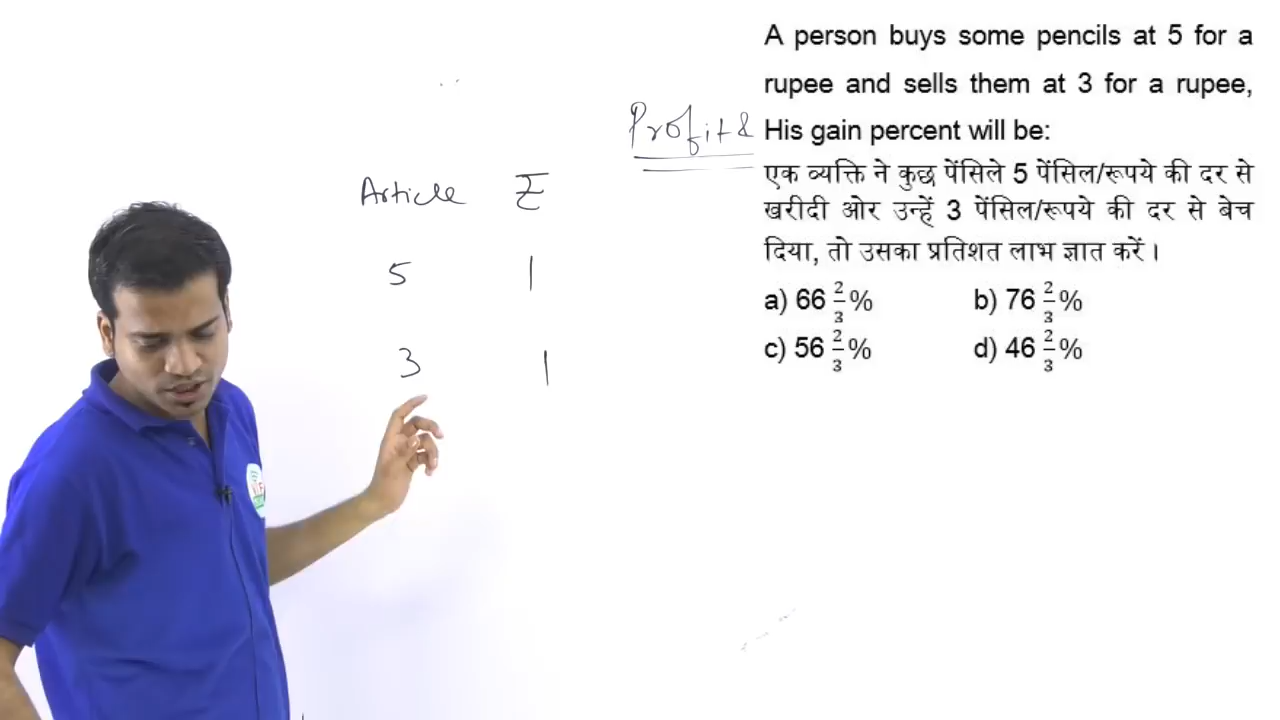 A person buys some pencils at 5 for a
rupee and sells them at 3 for a rupee,
His gain percent will be:
एक व्यक्ति ने कुछ पेंसिले 5 पेंसिल/रूपये की दर से
खरीदी ओर उन्हें 3 पेंसिल/रूपये की दर से बेच
दिया, तो उसका प्रतिशत लाभ ज्ञात करें।
a) 66 2/3% b) 76 2/3%
c) 56 2/3% d) 46 2/3%
Profit &
Article ₹
5 1
3 1